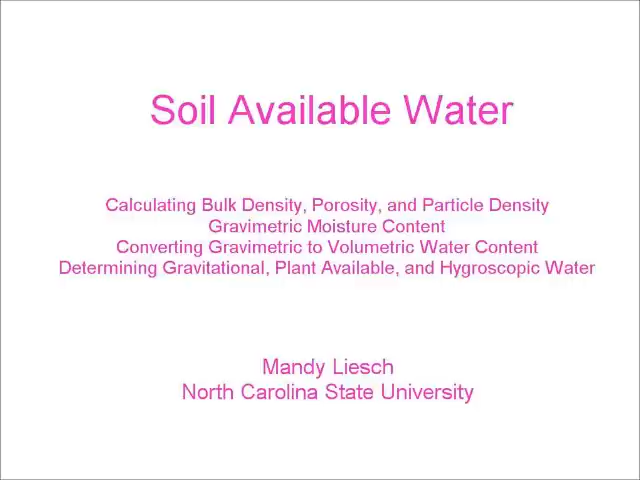 Soil Available Water
Calculating Bulk Density, Porosity, and Particle Density
Gravimetric Moisture Content
Converting Gravimetric to Volumetric Water Content
Determining Gravitational, Plant Available, and Hygroscopic Water
Mandy Liesch
North Carolina State University